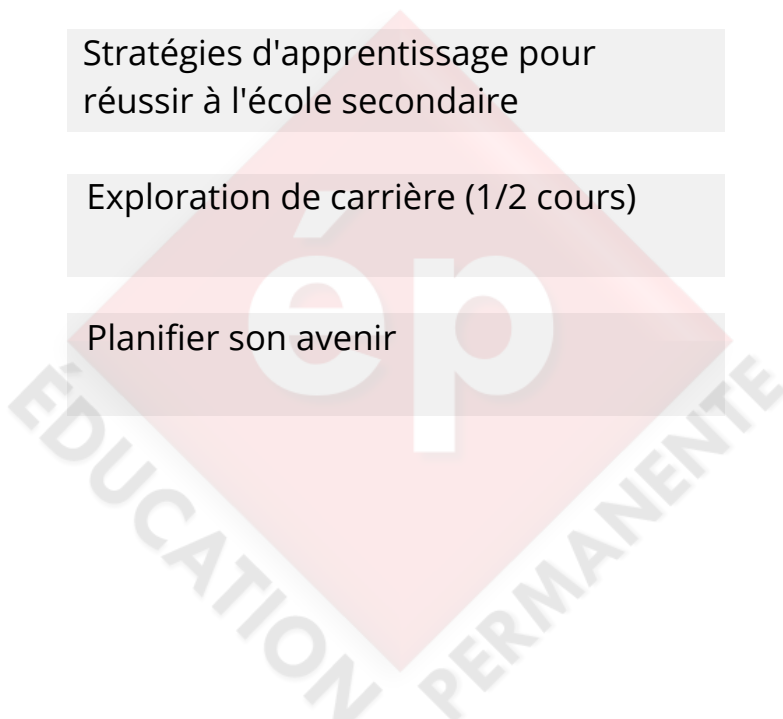 Stratégies d'apprentissage pour
réussir à l'école secondaire
Exploration de carrière (1/2 cours)
Planifier son avenir
ép
ÉDUCATION PERMANENTE